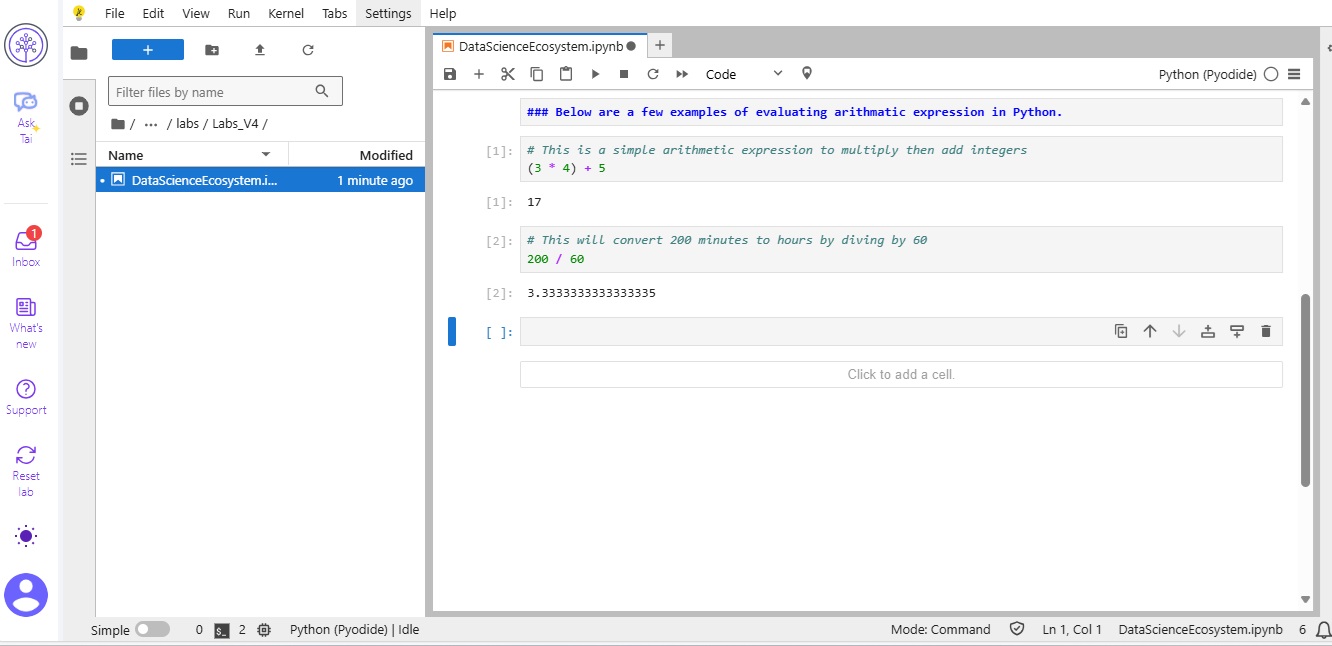 File Edit View Run Kernel Tabs Settings Help
Ask
Tai
Inbox
1
What's
new
Support
Reset
lab
+
Filter files by name
/ ... / labs / Labs_V4 /
Name Modified
DataScienceEcosystem.i... 1 minute ago
DataScienceEcosystem.ipynb
Code
Python (Pyodide)
### Below are a few examples of evaluating arithmatic expression in Python.
[1]: # This is a simple arithmetic expression to multiply then add integers
(3 * 4) + 5
[1]: 17
[2]: # This will convert 200 minutes to hours by diving by 60
200 / 60
[2]: 3.3333333333333335
[ ]:
Click to add a cell.
Simple 0 $_ 2 Python (Pyodide) | Idle Mode: Command Ln 1, Col 1 DataScienceEcosystem.ipynb 6